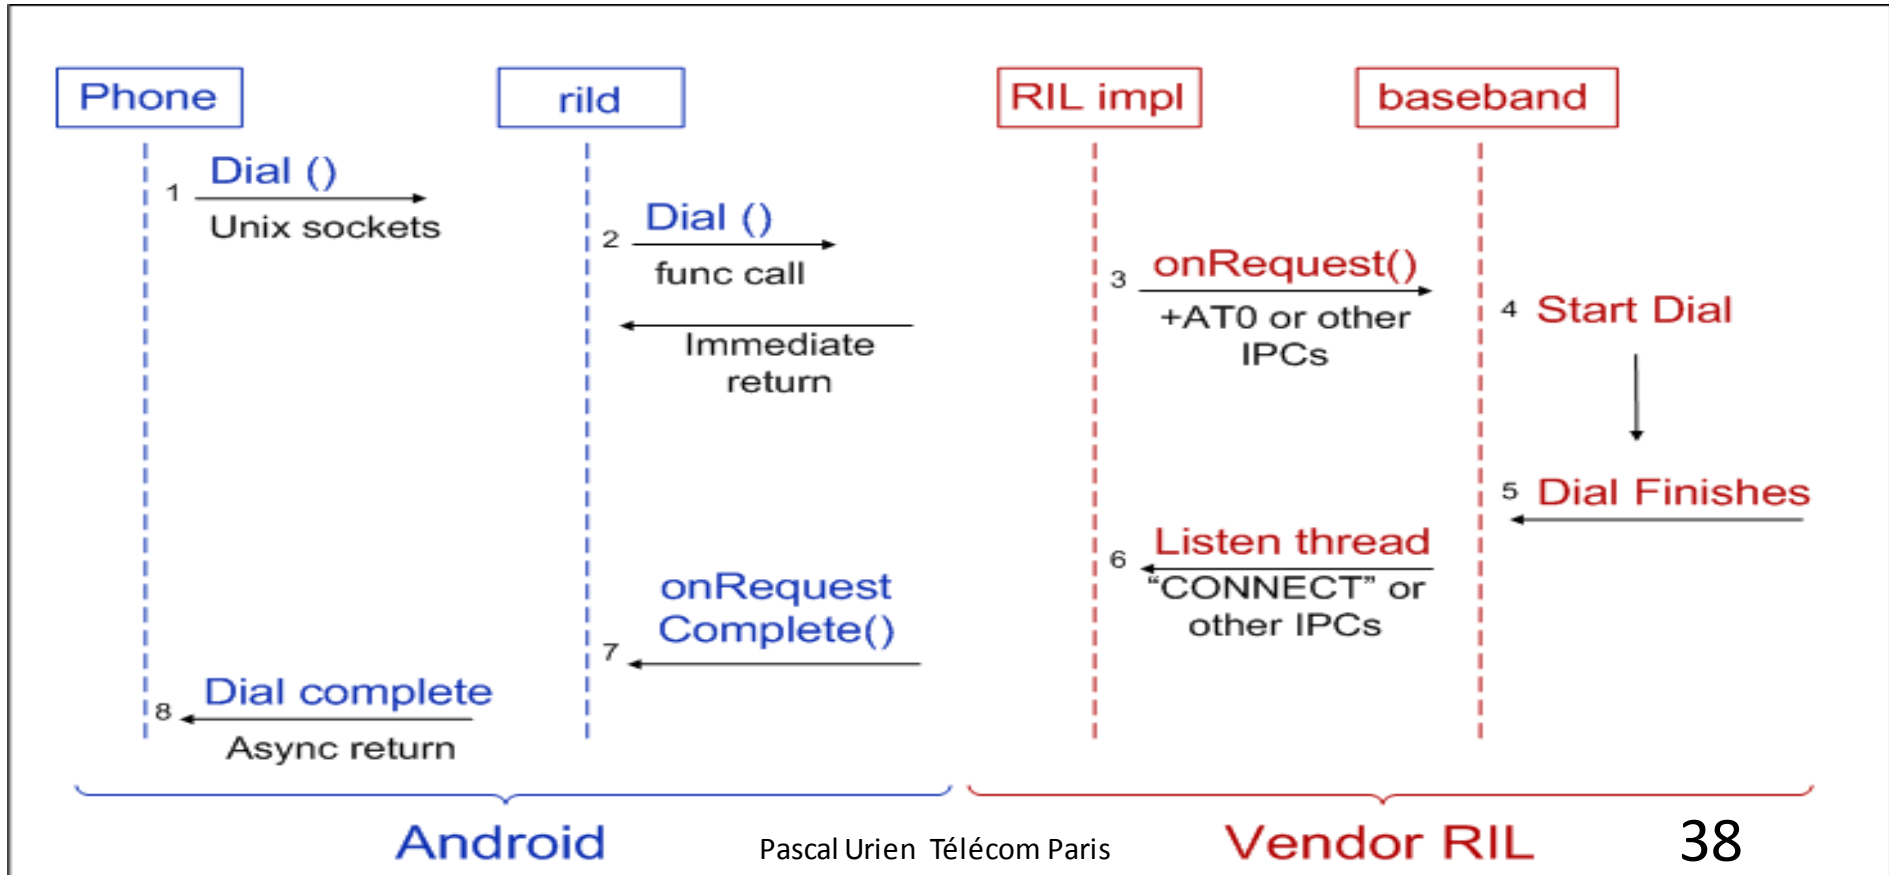 Phone
rild
RIL impl
baseband
1
Dial ()
Unix sockets
2
Dial ()
func call
Immediate
return
3
onRequest()
+AT0 or other
IPCs
4
Start Dial
5
Dial Finishes
6
Listen thread
“CONNECT” or
other IPCs
7
onRequest
Complete()
8
Dial complete
Async return
Android
Pascal Urien Télécom Paris
Vendor RIL
38